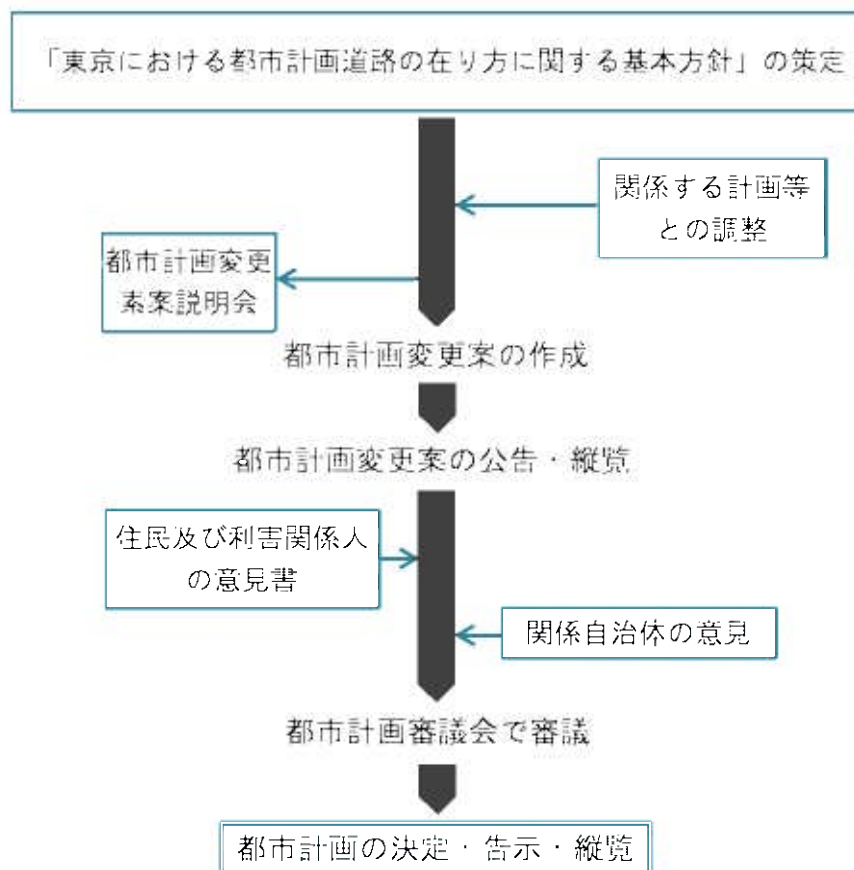 「東京における都市計画道路の在り方に関する基本方針」の策定
関係する計画等
との調整
都市計画変更
素案説明会
都市計画変更案の作成
都市計画変更案の公告・縦覧
住民及び利害関係人
の意見書
関係自治体の意見
都市計画審議会で審議
都市計画の決定・告示・縦覧